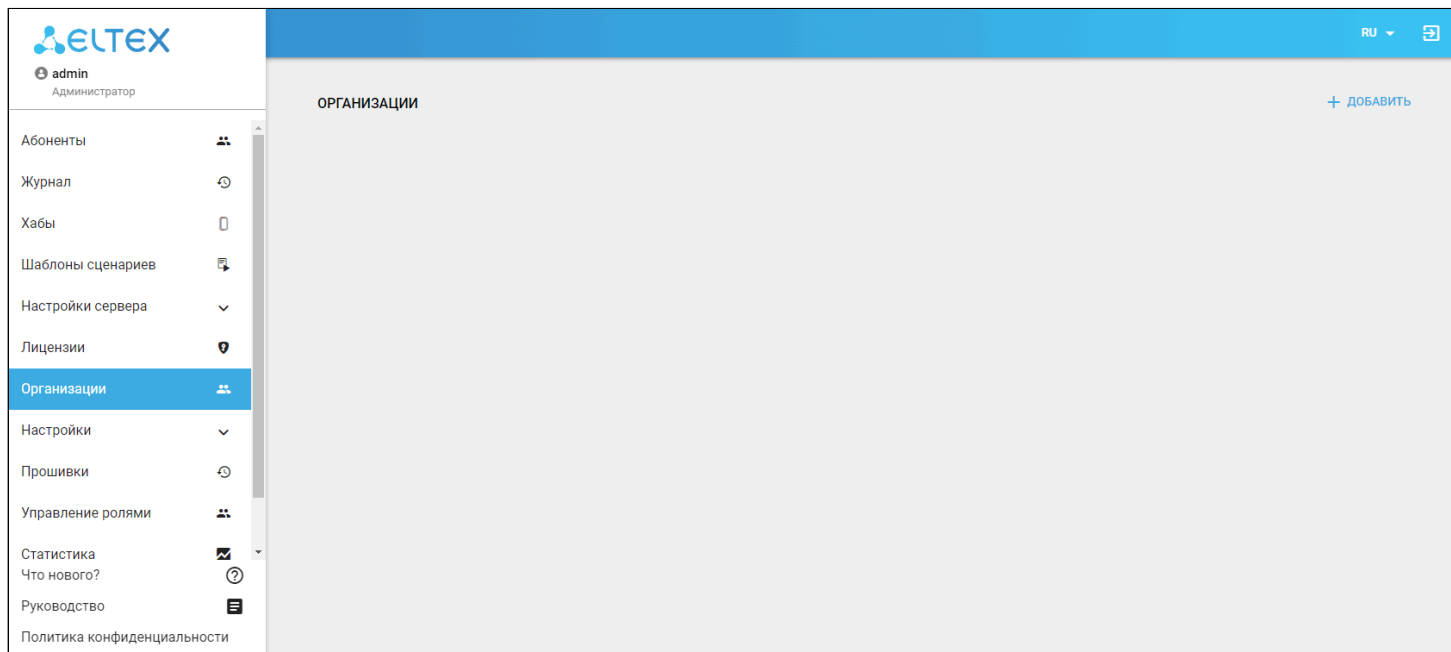 ELTEX
RU
admin
Администратор
ОРГАНИЗАЦИИ
ДОБАВИТЬ
Абоненты
Журнал
Хабы
Шаблоны сценариев
Настройки сервера
Лицензии
Организации
Настройки
Прошивки
Управление ролями
Статистика
Что нового?
Руководство
Политика конфиденциальности